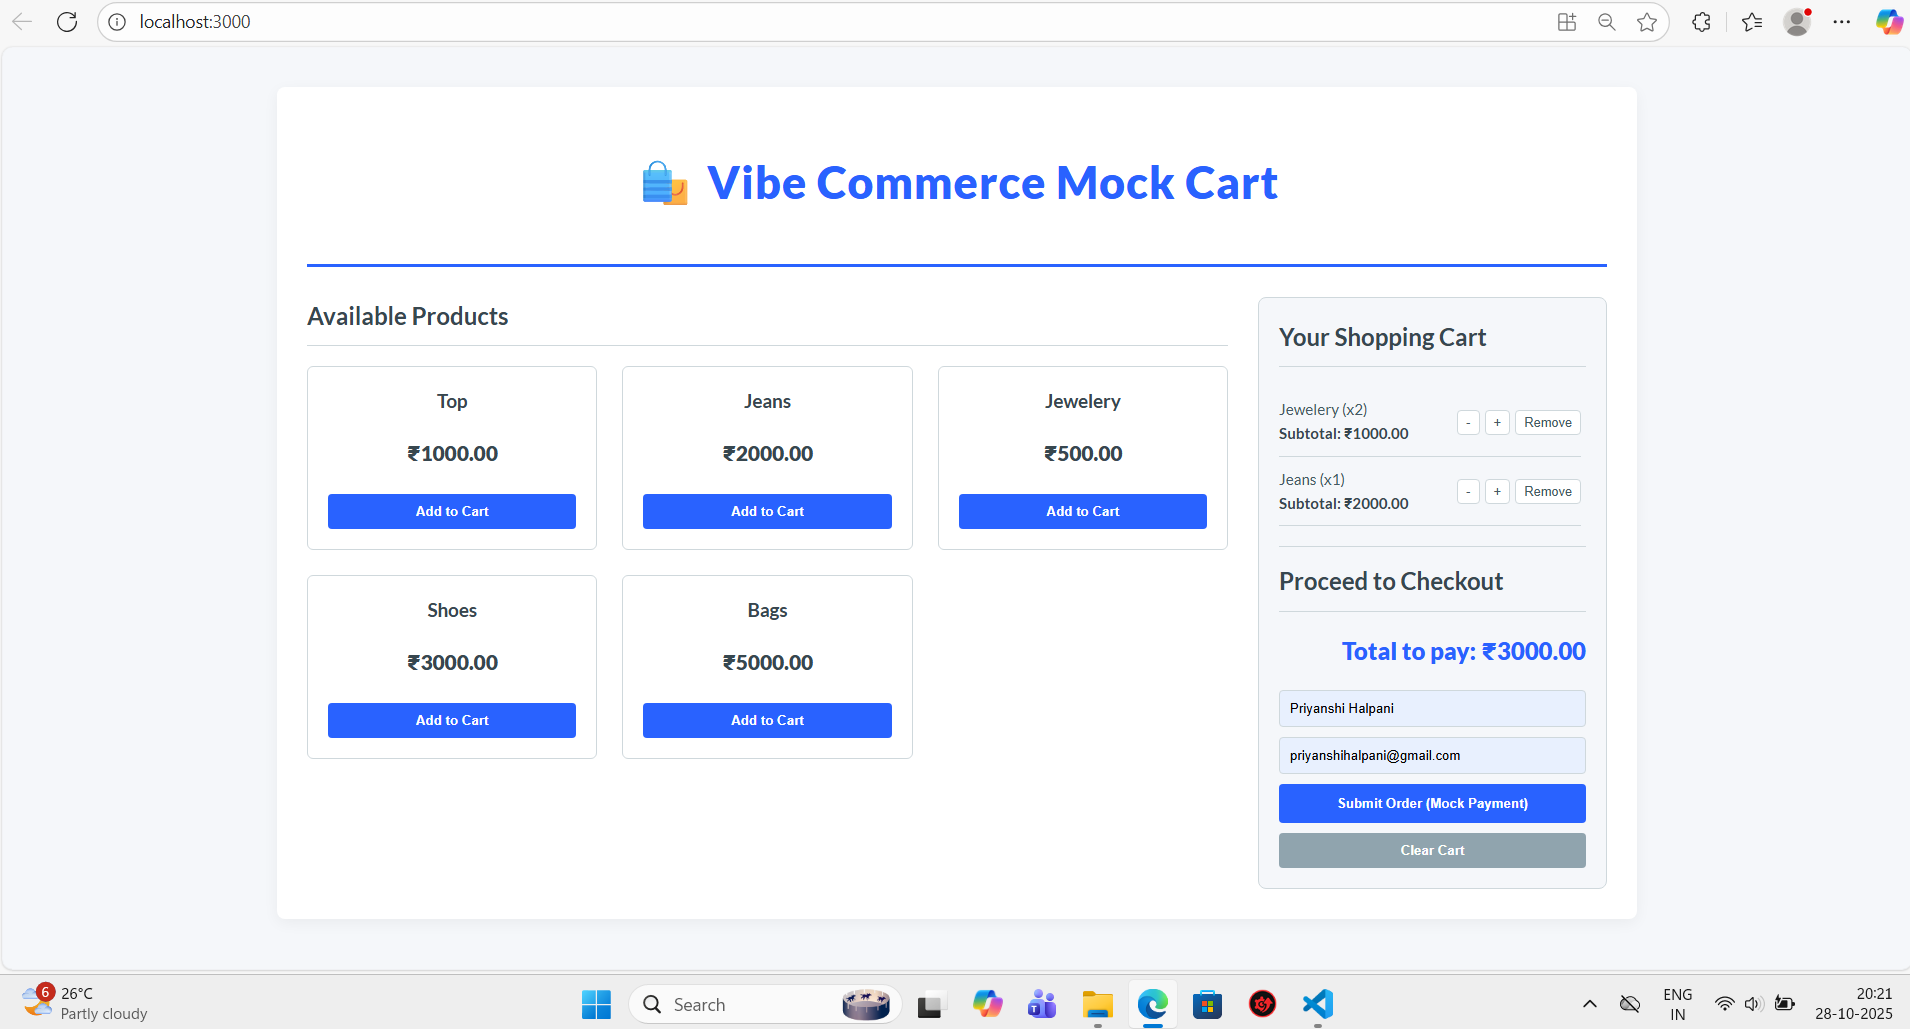 localhost:3000
Vibe Commerce Mock Cart
Available Products
Top
₹1000.00
Add to Cart
Jeans
₹2000.00
Add to Cart
Jewelery
₹500.00
Add to Cart
Shoes
₹3000.00
Add to Cart
Bags
₹5000.00
Add to Cart
Your Shopping Cart
Jewelery (x2)
Subtotal: ₹1000.00
- + Remove
Jeans (x1)
Subtotal: ₹2000.00
- + Remove
Proceed to Checkout
Total to pay: ₹3000.00
Priyanshi Halpani
priyanshihalpani@gmail.com
Submit Order (Mock Payment)
Clear Cart
6
26°C
Partly cloudy
Search
T
ENG
IN
20:21
28-10-2025